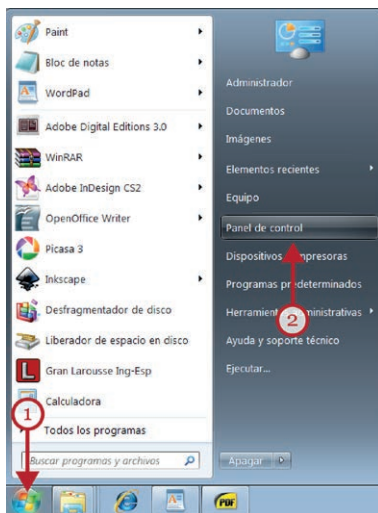 Paint
Bloc de notas
WordPad
Adobe Digital Editions 3.0
WinRAR
Adobe InDesign CS2
OpenOffice Writer
Picasa 3
Inkscape
Desfragmentador de disco
Liberador de espacio en disco
Gran Larousse Ing-Esp
Calculadora
1
Todos los programas
Buscar programas y archivos
Administrador
Documentos
Imágenes
Elementos recientes
Equipo
Panel de control
Dispositivos impresoras
Programas predeterminados
2
Herramientas administrativas
Ayuda y soporte técnico
Ejecutar...
Apagar
PDF